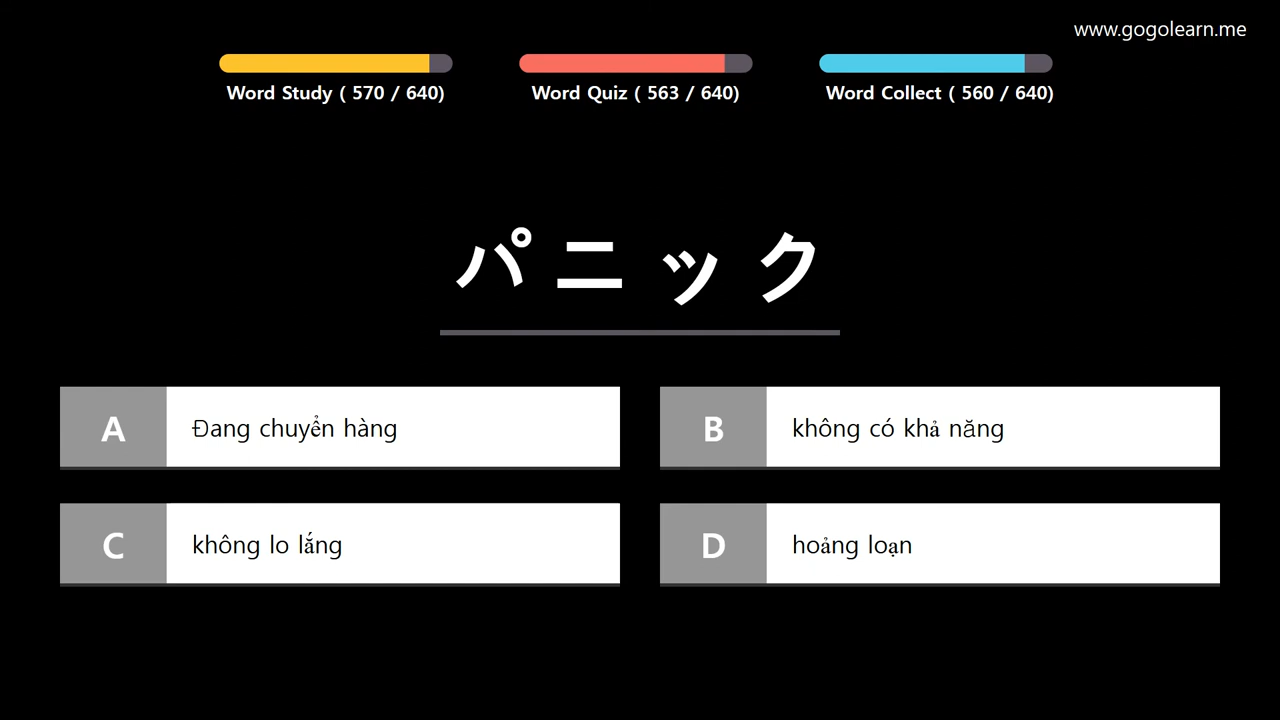 www.gogolearn.me
Word Study ( 570 / 640)
Word Quiz ( 563 / 640)
Word Collect ( 560 / 640)
パニック
A Đang chuyển hàng
B không có khả năng
C không lo lắng
D hoảng loạn